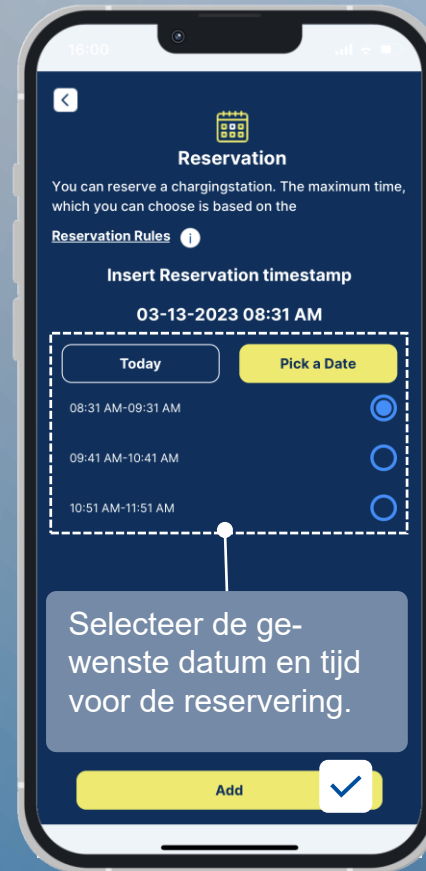 16:00
Reservation
You can reserve a chargingstation. The maximum time,
which you can choose is based on the
Reservation Rules i
Insert Reservation timestamp
03-13-2023 08:31 AM
Today Pick a Date
08:31 AM-09:31 AM
09:41 AM-10:41 AM
10:51 AM-11:51 AM
Selecteer de ge-
wenste datum en tijd
voor de reservering.
Add